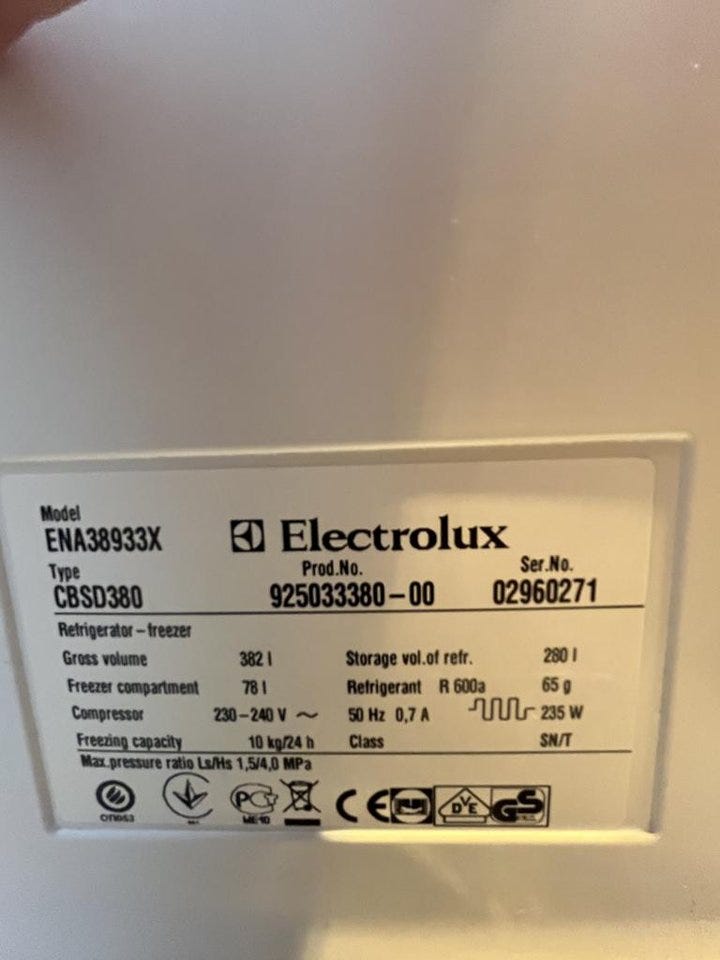 Model
ENA38933X
Electrolux
Type
Prod.No.
Ser.No.
CBSD380
925033380-00
02960271
Refrigerator-freezer
Gross volume 382 l Storage vol.of refr. 280 l
Freezer compartment 78 l Refrigerant R 600a 65 g
Compressor 230-240 V ~ 50 Hz 0,7 A 235 W
Freezing capacity 10 kg/24 h Class SN/T
Max.pressure ratio Ls/Hs 1,5/4,0 MPa
CE DVE GS